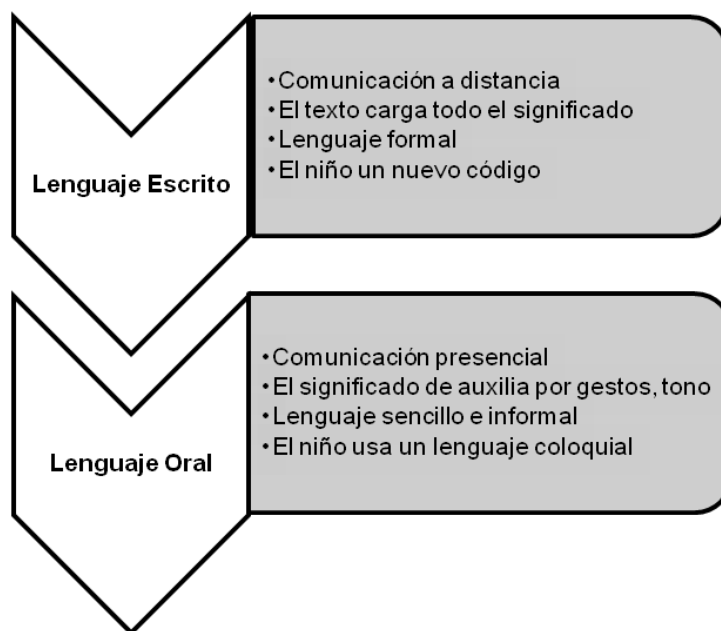 Lenguaje Escrito
•Comunicación a distancia
•El texto carga todo el significado
•Lenguaje formal
•El niño un nuevo código
Lenguaje Oral
•Comunicación presencial
•El significado de auxilia por gestos, tono
•Lenguaje sencillo e informal
•El niño usa un lenguaje coloquial